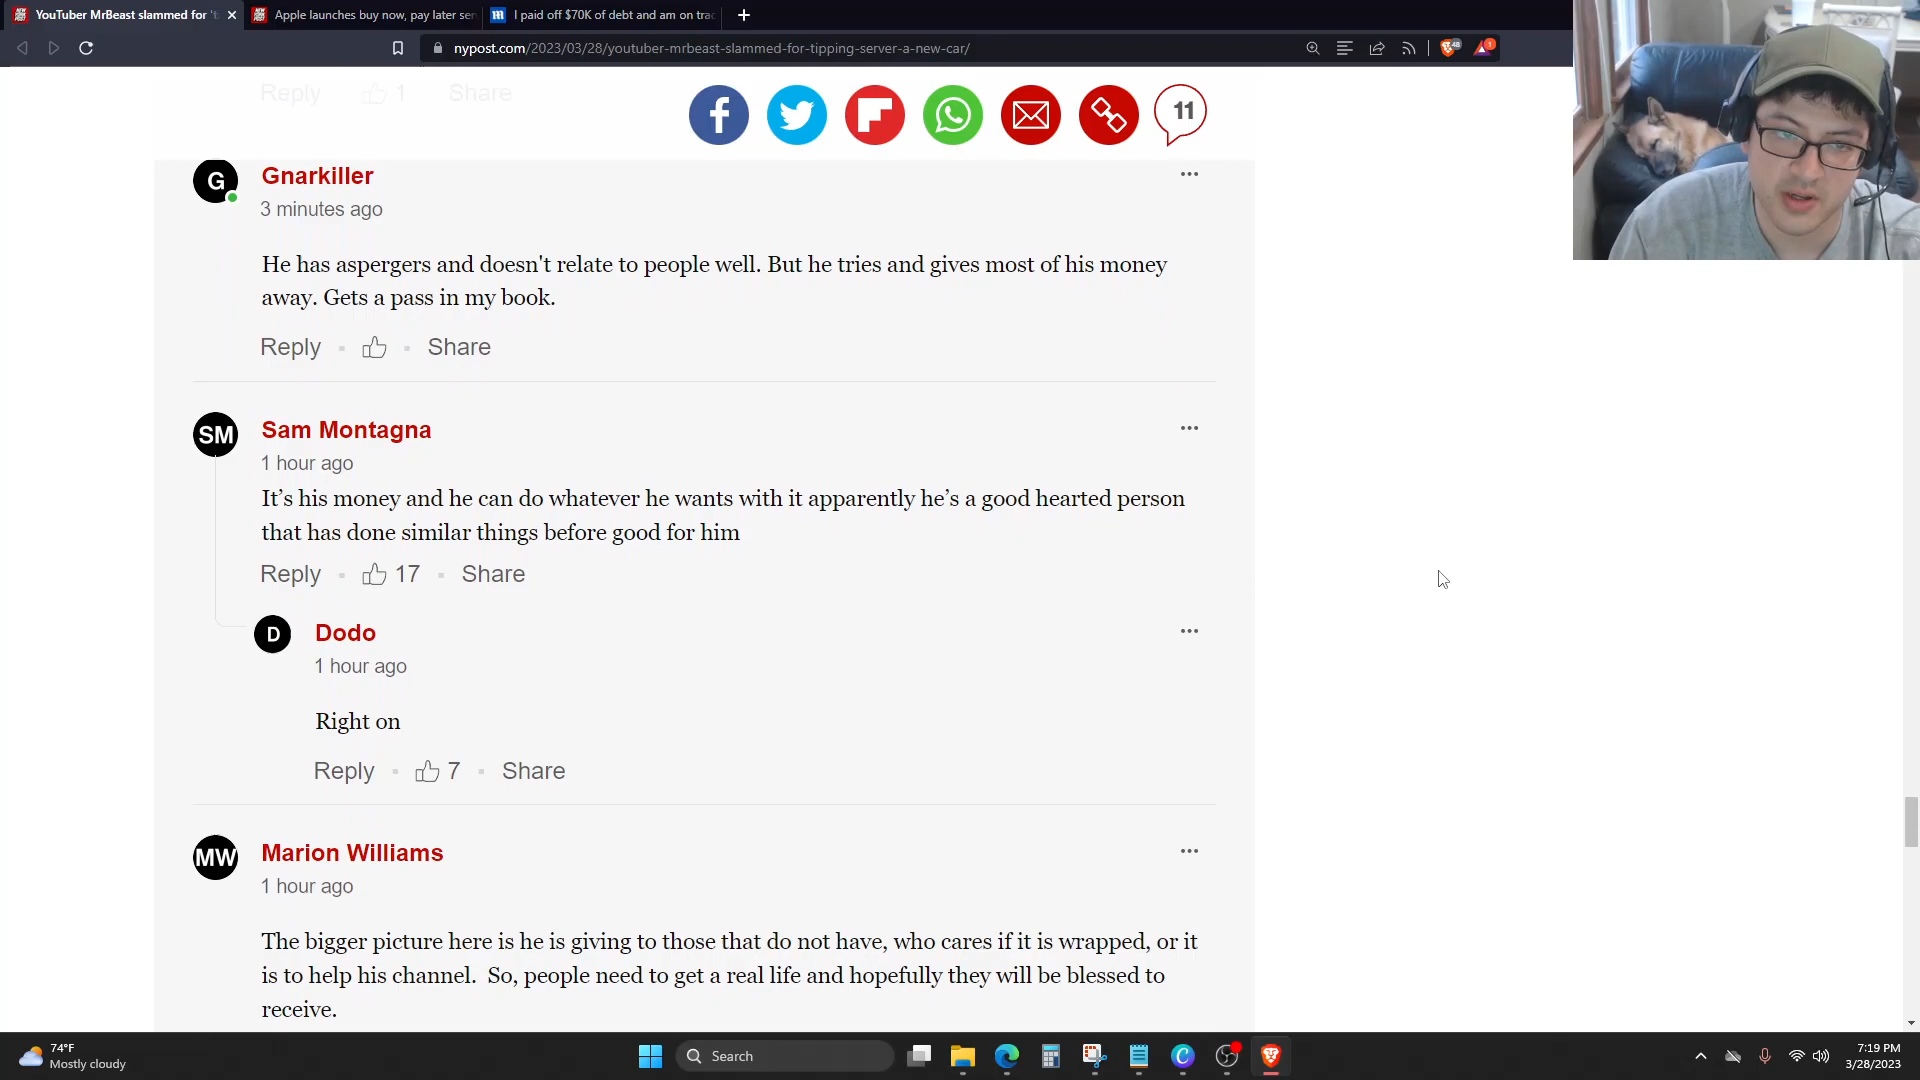 YouTuber MrBeast slammed for 't
Apple launches buy now, pay later ser
I paid off $70K of debt and am on trac
nypost.com/2023/03/28/youtuber-mrbeast-slammed-for-tipping-server-a-new-car/
48
1
Reply 1 Share
11
G
Gnarkiller
3 minutes ago
He has aspergers and doesn't relate to people well. But he tries and gives most of his money
away. Gets a pass in my book.
Reply Share
SM
Sam Montagna
1 hour ago
It’s his money and he can do whatever he wants with it apparently he’s a good hearted person
that has done similar things before good for him
Reply 17 Share
D
Dodo
1 hour ago
Right on
Reply 7 Share
MW
Marion Williams
1 hour ago
The bigger picture here is he is giving to those that do not have, who cares if it is wrapped, or it
is to help his channel. So, people need to get a real life and hopefully they will be blessed to
receive.
74°F
Mostly cloudy
Search
7:19 PM
3/28/2023